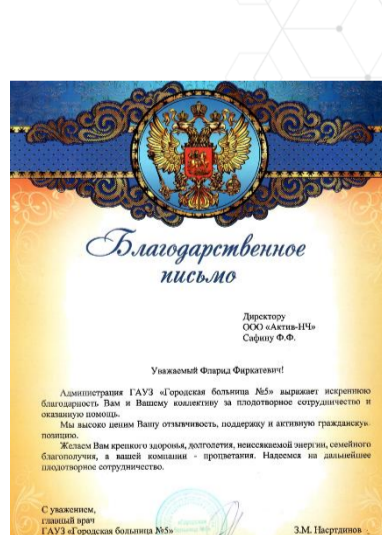 Благодарственное
письмо
Директору
ООО «Актив-НЧ»
Сафину Ф.Ф.
Уважаемый Фларид Фиркатевич!
Администрация ГАУЗ «Городская больница №5» выражает искреннюю
благодарность Вам и Вашему коллективу за плодотворное сотрудничество и
оказанную помощь.
Мы высоко ценим Вашу отзывчивость, поддержку и активную гражданскую
позицию.
Желаем Вам крепкого здоровья, долголетия, неиссякаемой энергии, семейного
благополучия, а вашей компании - процветания. Надеемся на дальнейшее
плодотворное сотрудничество.
С уважением,
главный врач
ГАУЗ «Городская больница №5»
З.М. Насртдинов